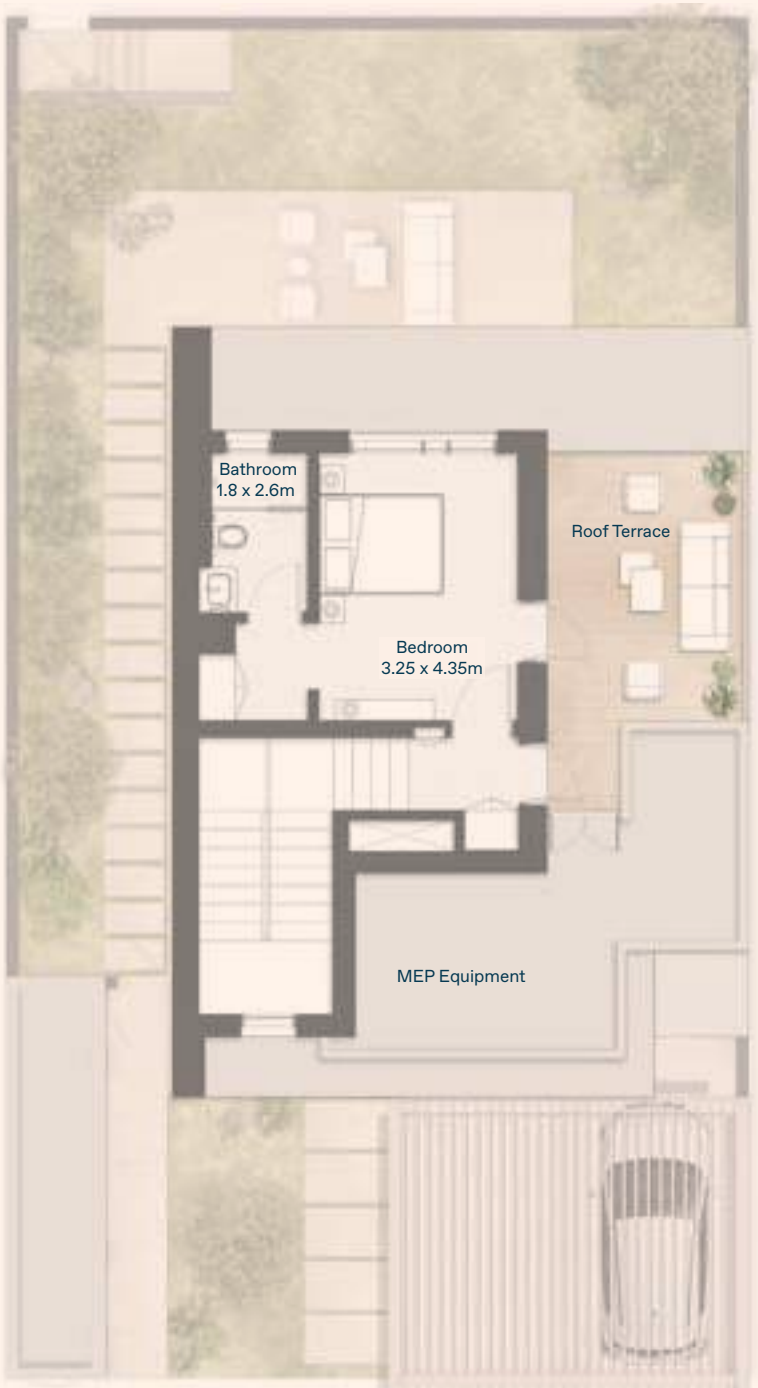 Bathroom
1.8 x 2.6m
Roof Terrace
Bedroom
3.25 x 4.35m
MEP Equipment